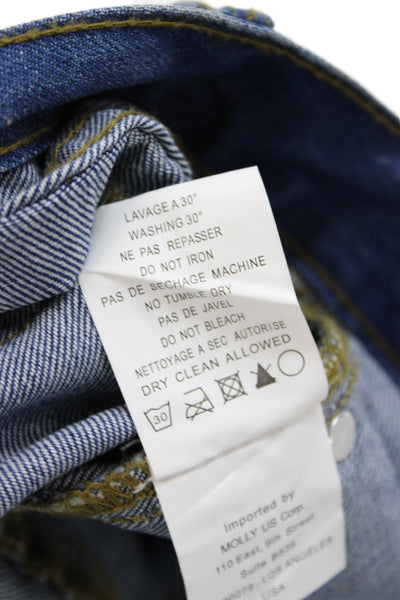 LAVAGE A 30°
WASHING 30°
NE PAS REPASSER
DO NOT IRON
PAS DE SECHAGE MACHINE
NO TUMBLE DRY
PAS DE JAVEL
DO NOT BLEACH
NETTOYAGE A SEC AUTORISE
DRY CLEAN ALLOWED
30
Imported by
MOLLY US Corp.
110 East, 9th Street
Suite, B635
90079 - LOS ANGELES
USA